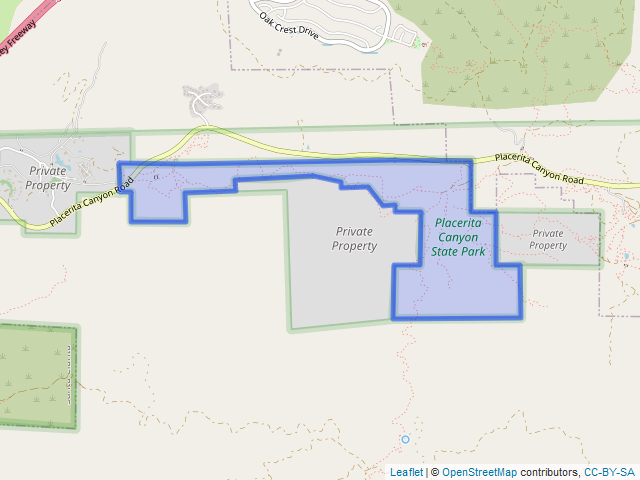 ley Freeway
Oak Crest Drive
Placerita Canyon Road
Private
Property
Placerita Canyon Road
Private
Property
Placerita
Canyon
State Park
Private
Property
Leaflet | © OpenStreetMap contributors, CC-BY-SA